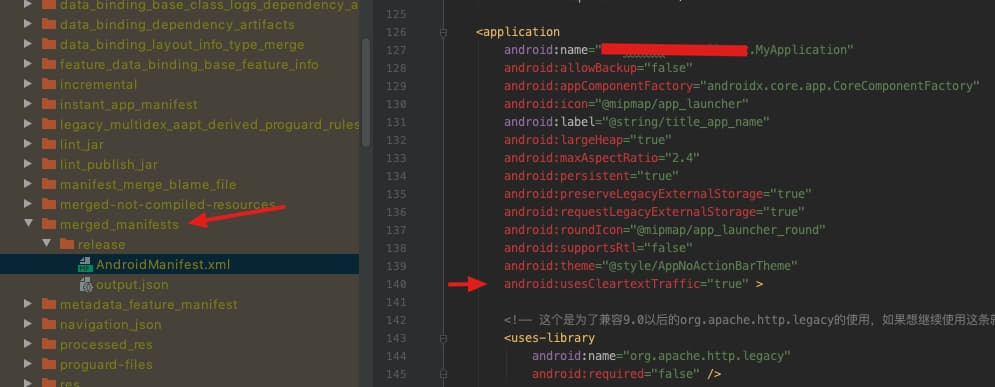 data_binding_base_class_logs_dependency_a
data_binding_dependency_artifacts
data_binding_layout_info_type_merge
feature_data_binding_base_feature_info
incremental
instant_app_manifest
legacy_multidex_aapt_derived_proguard_rules
lint_jar
lint_publish_jar
manifest_merge_blame_file
merged-not-compiled-resources
merged_manifests
release
AndroidManifest.xml
output.json
metadata_feature_manifest
navigation_json
processed_res
proguard-files
res
125
126 <application
127 android:name=" .MyApplication"
128 android:allowBackup="false"
129 android:appComponentFactory="androidx.core.app.CoreComponentFactory"
130 android:icon="@mipmap/app_launcher"
131 android:label="@string/title_app_name"
132 android:largeHeap="true"
133 android:maxAspectRatio="2.4"
134 android:persistent="true"
135 android:preserveLegacyExternalStorage="true"
136 android:requestLegacyExternalStorage="true"
137 android:roundIcon="@mipmap/app_launcher_round"
138 android:supportsRtl="false"
139 android:theme="@style/AppNoActionBarTheme"
140 android:usesCleartextTraffic="true" >
141
142 <!-- 这个是为了兼容9.0以后的org.apache.http.legacy的使用，如果想继续使用这条
143 <uses-library
144 android:name="org.apache.http.legacy"
145 android:required="false" />